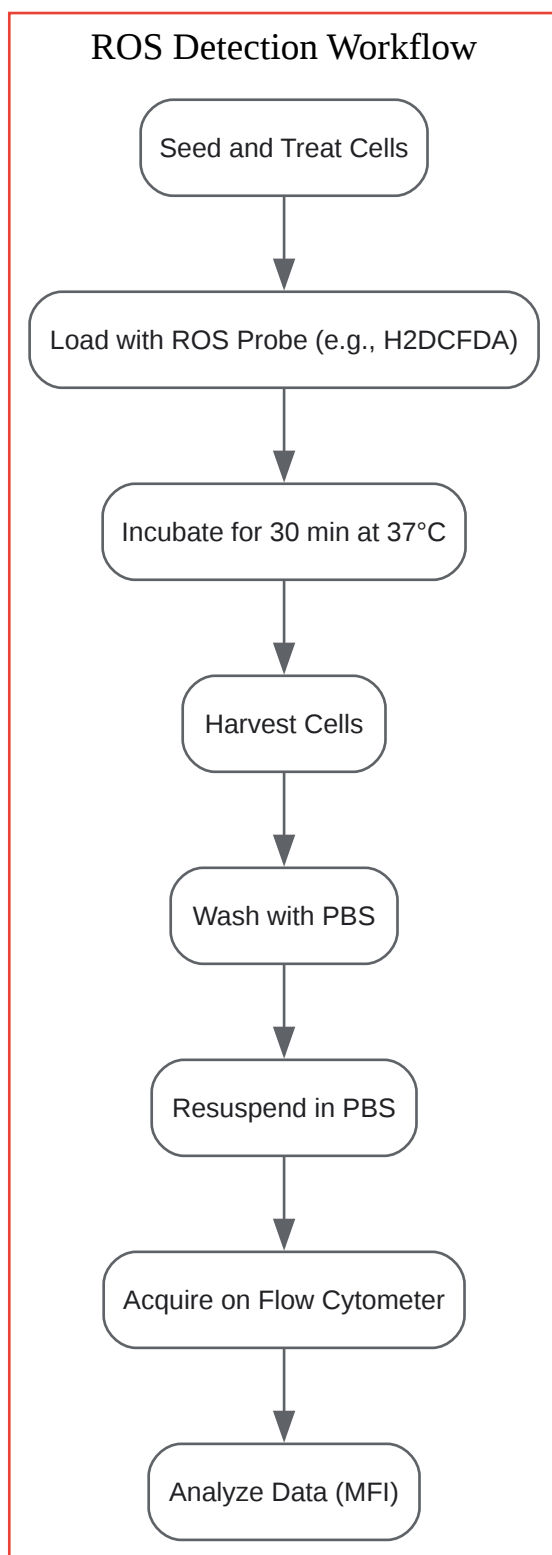 ROS Detection Workflow
Seed and Treat Cells
Load with ROS Probe (e.g., H2DCFDA)
Incubate for 30 min at 37°C
Harvest Cells
Wash with PBS
Resuspend in PBS
Acquire on Flow Cytometer
Analyze Data (MFI)